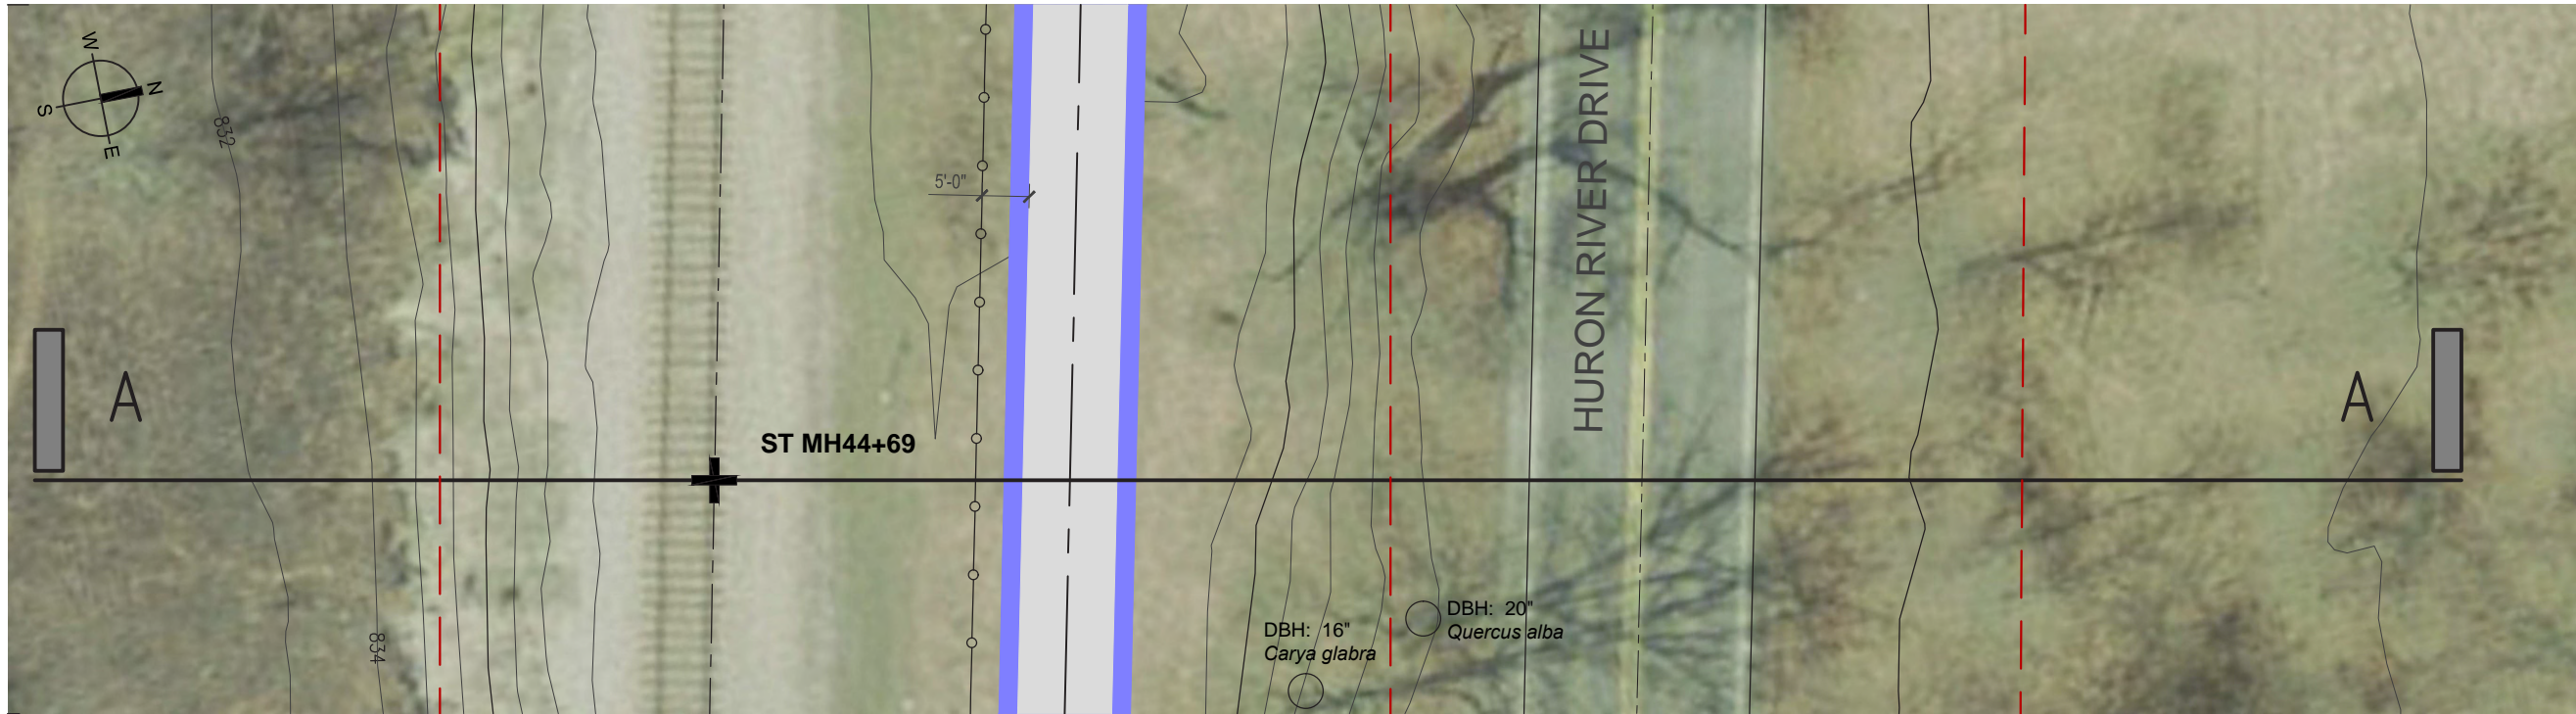 W
N
S
E
832
5'-0"
HURON RIVER DRIVE
A
A
ST MH44+69
DBH: 20"
Quercus alba
DBH: 16"
Carya glabra
834